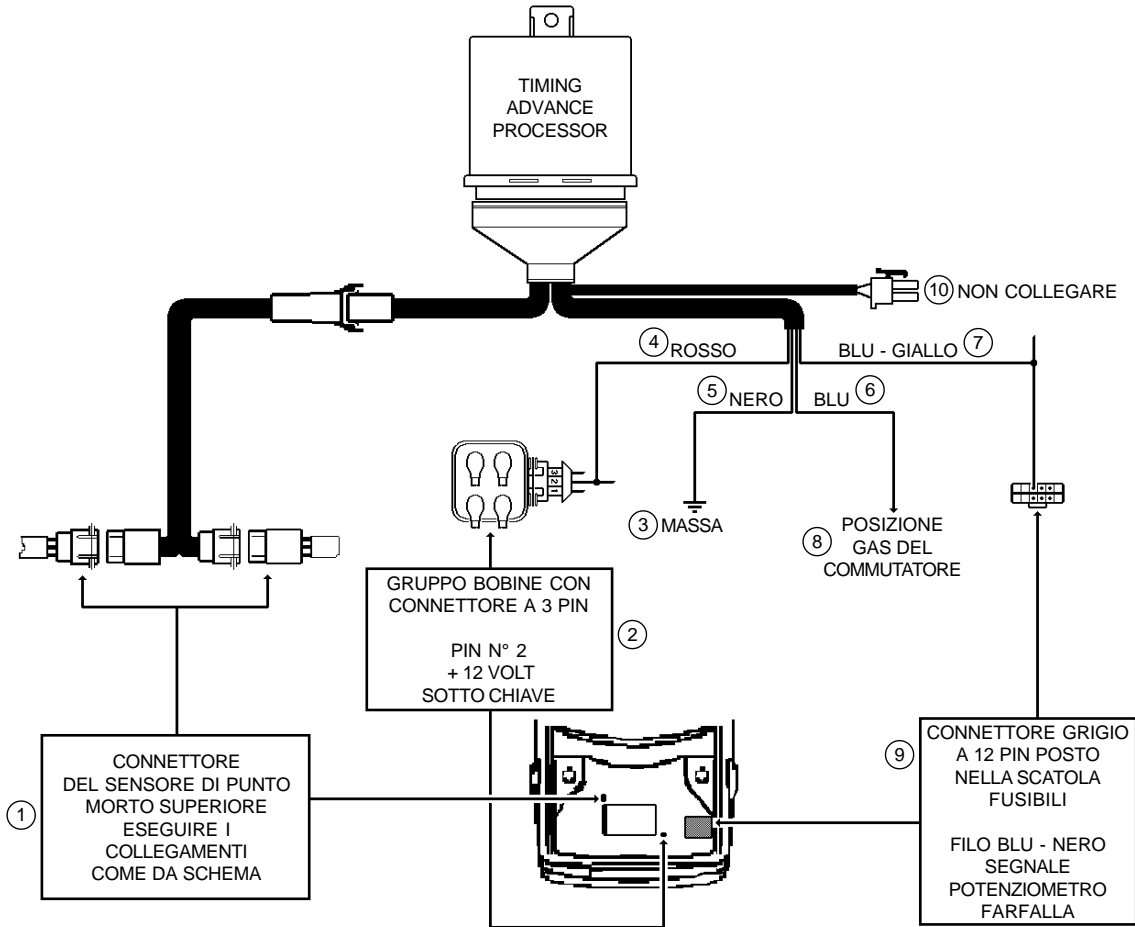 TIMING
ADVANCE
PROCESSOR
10 NON COLLEGARE
4 ROSSO
BLU - GIALLO 7
5 NERO
BLU 6
3 2 1
3 MASSA
8 POSIZIONE
GAS DEL
COMMUTATORE
GRUPPO BOBINE CON
CONNETTORE A 3 PIN
PIN N° 2
+ 12 VOLT
SOTTO CHIAVE
2
1
CONNETTORE
DEL SENSORE DI PUNTO
MORTO SUPERIORE
ESEGUIRE I
COLLEGAMENTI
COME DA SCHEMA
9
CONNETTORE GRIGIO
A 12 PIN POSTO
NELLA SCATOLA
FUSIBILI
FILO BLU - NERO
SEGNALE
POTENZIOMETRO
FARFALLA